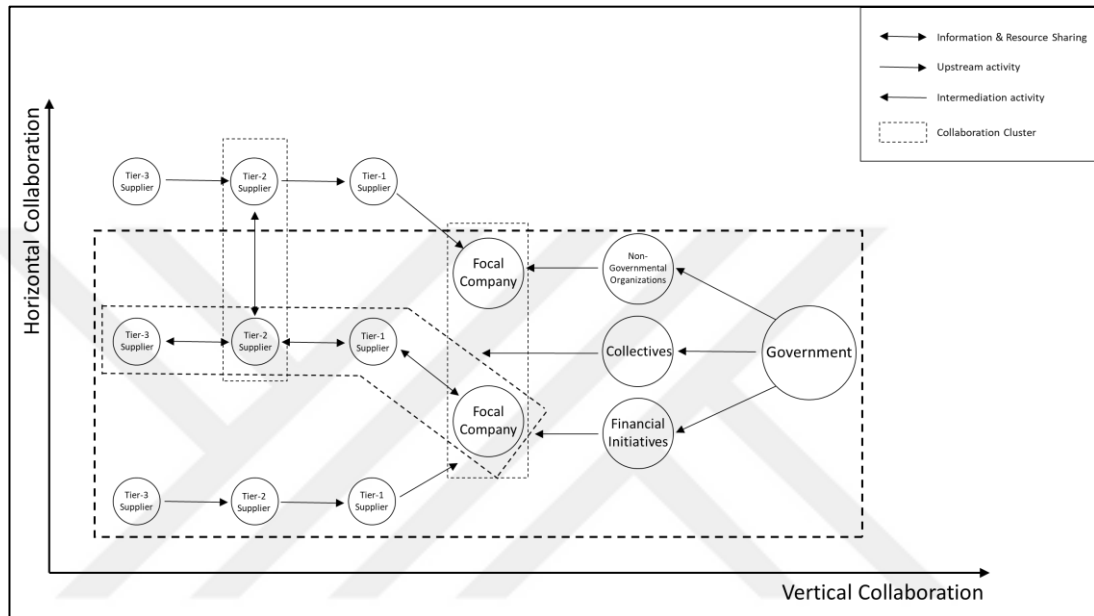 Information & Resource Sharing
Upstream activity
Intermediation activity
Collaboration Cluster
Horizontal Collaboration
Tier-3
Supplier
Tier-2
Supplier
Tier-1
Supplier
Focal
Company
Non-
Governmental
Organizations
Tier-3
Supplier
Tier-2
Supplier
Tier-1
Supplier
Collectives
Government
Focal
Company
Financial
Initiatives
Tier-3
Supplier
Tier-2
Supplier
Tier-1
Supplier
Vertical Collaboration